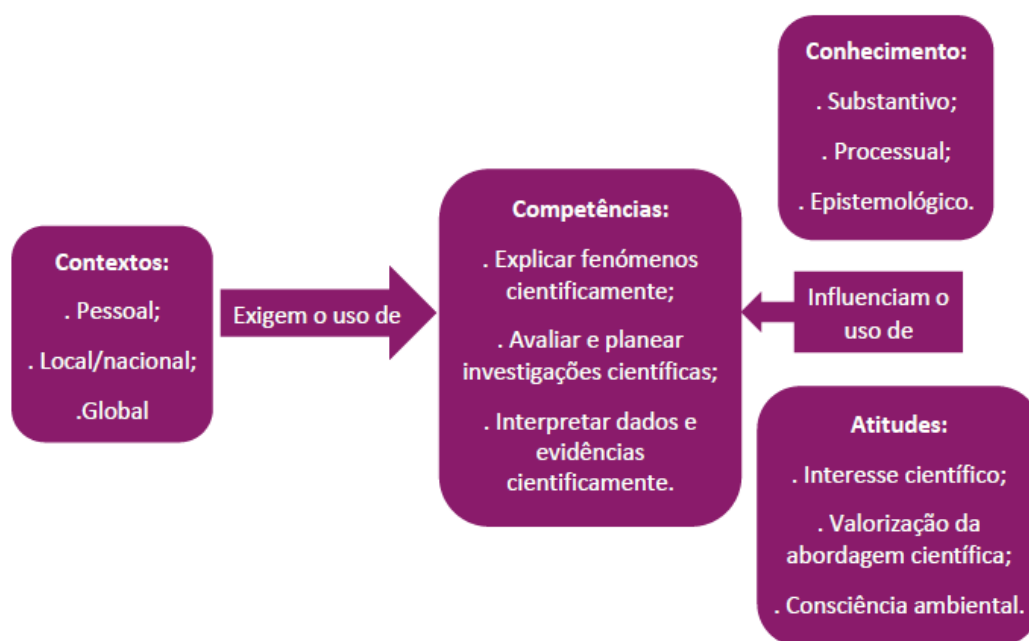 Contextos:
. Pessoal;
. Local/nacional;
.Global
Exigem o uso de
Competências:
. Explicar fenómenos
cientificamente;
. Avaliar e planear
investigações científicas;
. Interpretar dados e
evidências
cientificamente.
Conhecimento:
. Substantivo;
. Processual;
. Epistemológico.
Influenciam o
uso de
Atitudes:
. Interesse científico;
. Valorização da
abordagem científica;
. Consciência ambiental.